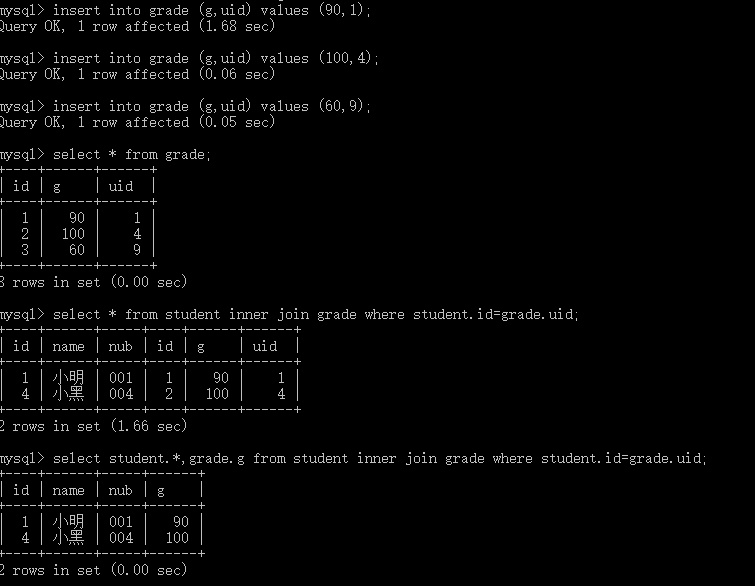 mysql> insert into grade (g,uid) values (90,1);
Query OK, 1 row affected (1.68 sec)
mysql> insert into grade (g,uid) values (100,4);
Query OK, 1 row affected (0.06 sec)
mysql> insert into grade (g,uid) values (60,9);
Query OK, 1 row affected (0.05 sec)
mysql> select * from grade;
+----+------+------+
| id | g    | uid  |
+----+------+------+
|  1 |   90 |    1 |
|  2 |  100 |    4 |
|  3 |   60 |    9 |
+----+------+------+
3 rows in set (0.00 sec)
mysql> select * from student inner join grade where student.id=grade.uid;
+----+------+-----+----+------+------+
| id | name | nub | id | g    | uid  |
+----+------+-----+----+------+------+
|  1 | 小明 | 001 |  1 |   90 |    1 |
|  4 | 小黑 | 004 |  2 |  100 |    4 |
+----+------+-----+----+------+------+
2 rows in set (1.66 sec)
mysql> select student.*,grade.g from student inner join grade where student.id=grade.uid;
+----+------+-----+------+
| id | name | nub | g    |
+----+------+-----+------+
|  1 | 小明 | 001 |   90 |
|  4 | 小黑 | 004 |  100 |
+----+------+-----+------+
2 rows in set (0.00 sec)